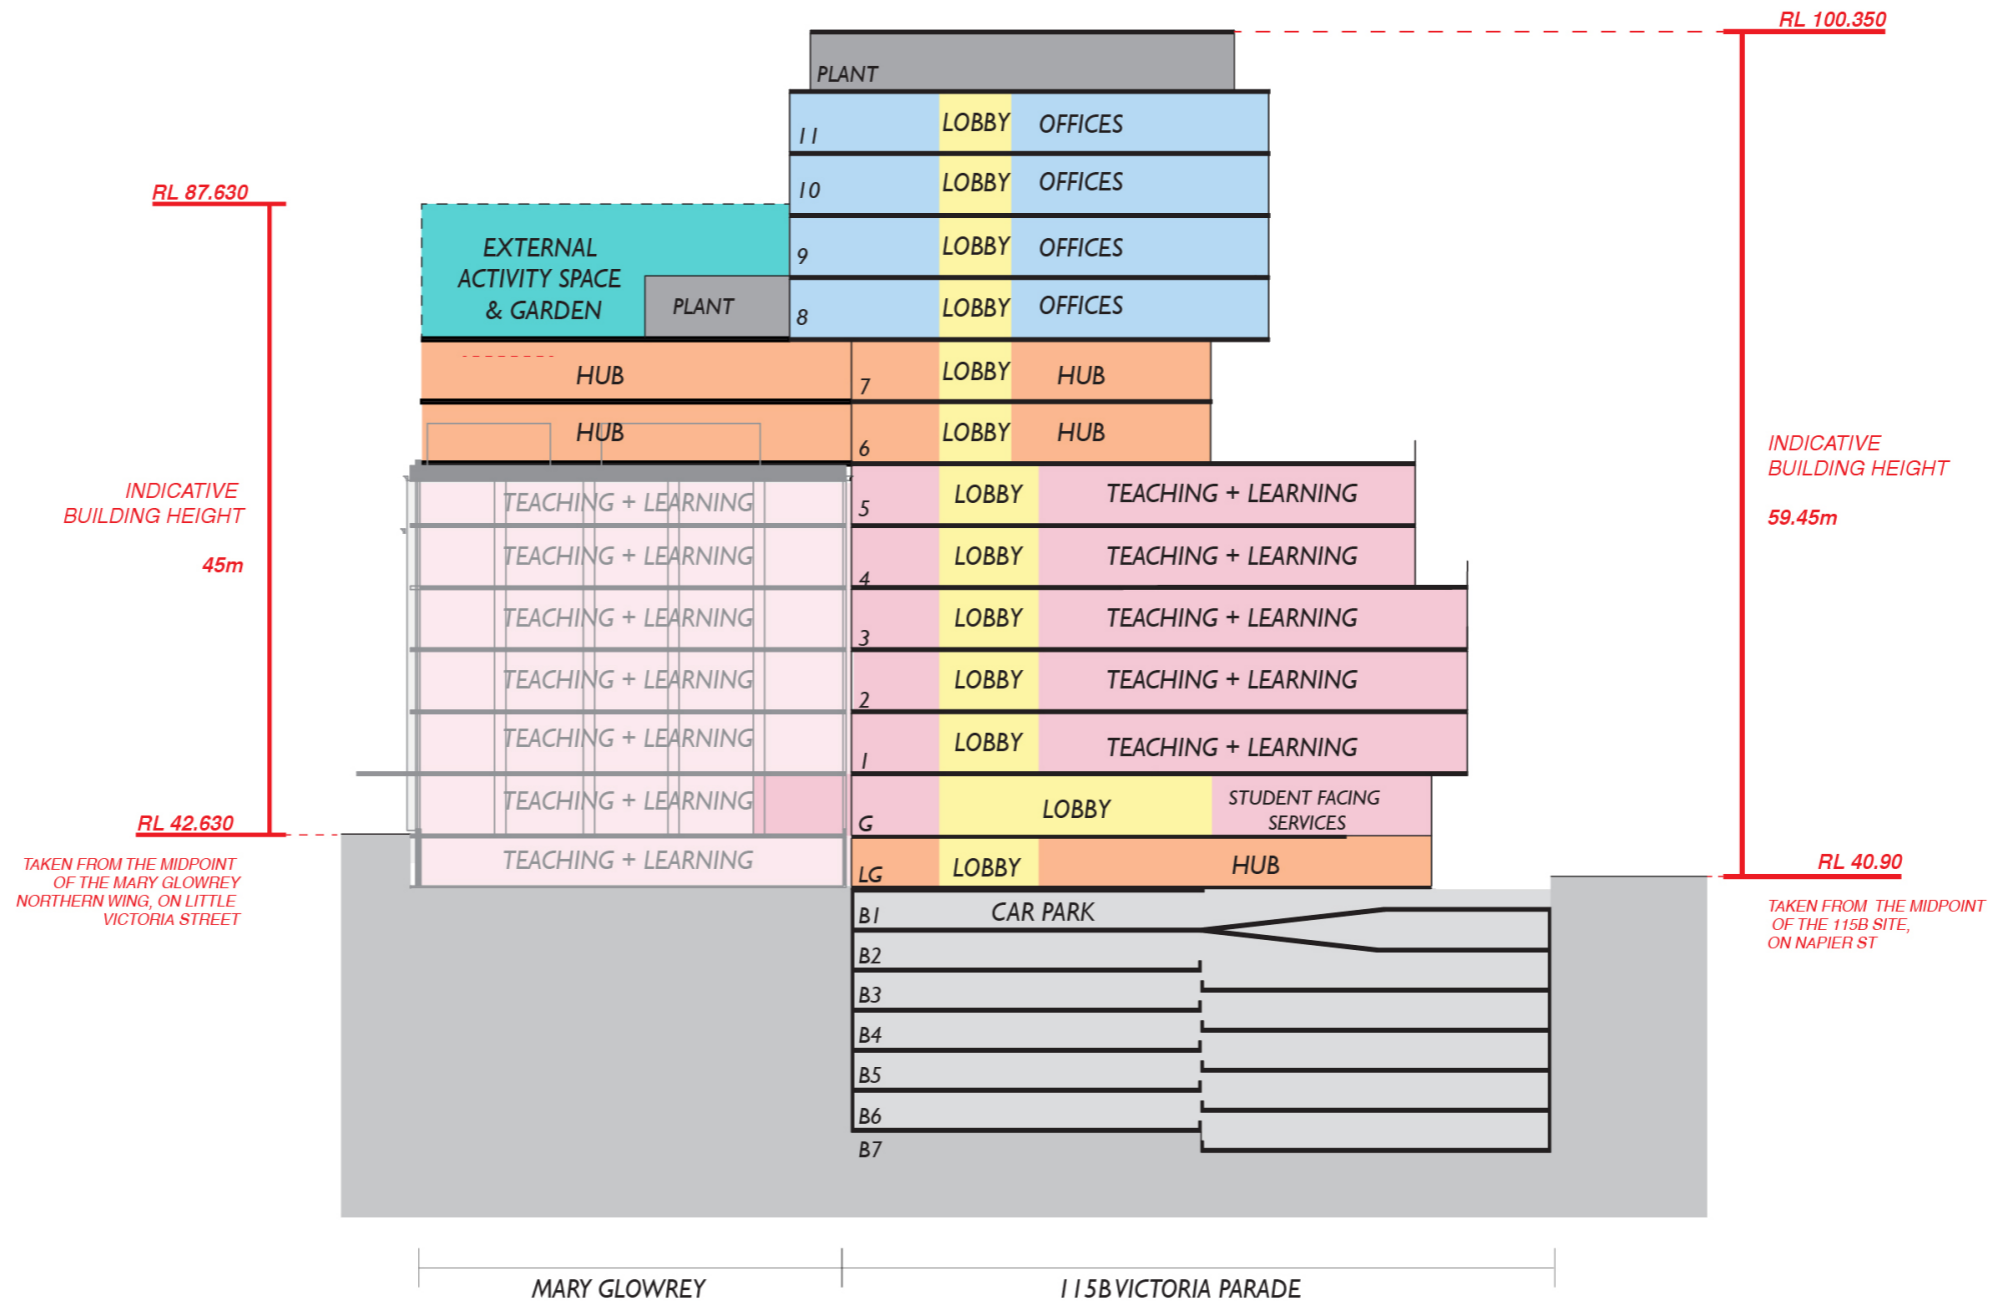 RL 100.350
PLANT
11 LOBBY OFFICES
10 LOBBY OFFICES
RL 87.630
9 LOBBY OFFICES
EXTERNAL
ACTIVITY SPACE
& GARDEN
PLANT
8 LOBBY OFFICES
HUB 7 LOBBY HUB
HUB 6 LOBBY HUB
INDICATIVE
BUILDING HEIGHT
45m
INDICATIVE
BUILDING HEIGHT
59.45m
TEACHING + LEARNING 5 LOBBY TEACHING + LEARNING
TEACHING + LEARNING 4 LOBBY TEACHING + LEARNING
TEACHING + LEARNING 3 LOBBY TEACHING + LEARNING
TEACHING + LEARNING 2 LOBBY TEACHING + LEARNING
TEACHING + LEARNING 1 LOBBY TEACHING + LEARNING
TEACHING + LEARNING G LOBBY
STUDENT FACING
SERVICES
RL 42.630
TAKEN FROM THE MIDPOINT
OF THE MARY GLOWREY
NORTHERN WING, ON LITTLE
VICTORIA STREET
TEACHING + LEARNING LG LOBBY HUB
RL 40.90
TAKEN FROM THE MIDPOINT
OF THE 115B SITE,
ON NAPIER ST
B1 CAR PARK
B2
B3
B4
B5
B6
B7
MARY GLOWREY
115B VICTORIA PARADE